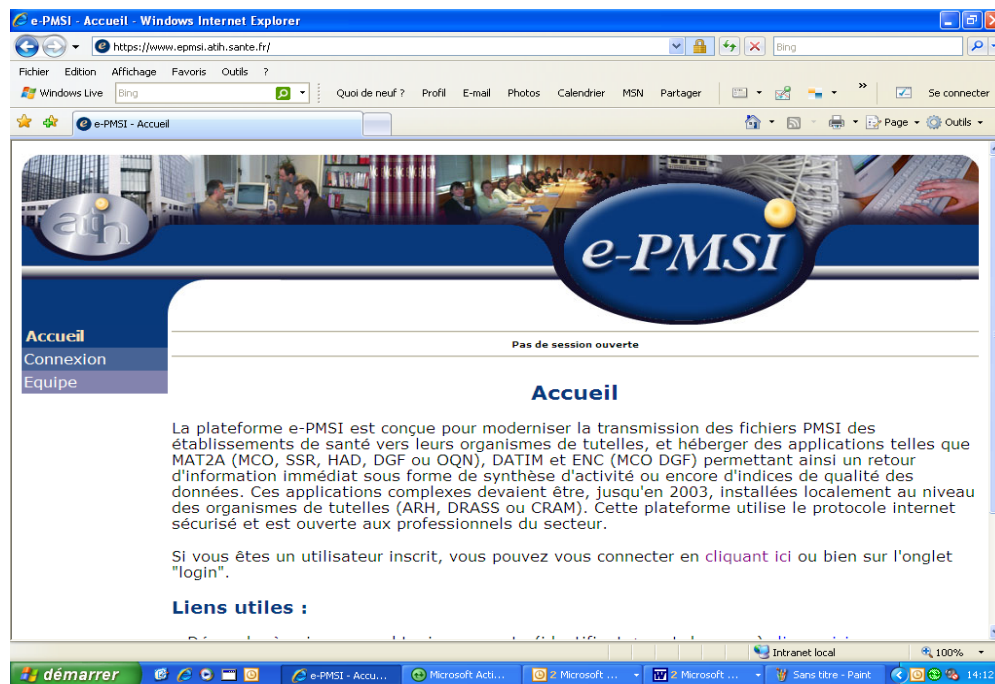 e-PMSI - Accueil - Windows Internet Explorer
https://www.epmsi.atih.sante.fr/
Bing
Fichier Edition Affichage Favoris Outils ?
Windows Live Bing Quoi de neuf ? Profil E-mail Photos Calendrier MSN Partager » Se connecter
e-PMSI - Accueil Page Outils
atih
e-PMSI
Pas de session ouverte
Accueil
Connexion
Equipe
Accueil
La plateforme e-PMSI est conçue pour moderniser la transmission des fichiers PMSI des
établissements de santé vers leurs organismes de tutelles, et héberger des applications telles que
MAT2A (MCO, SSR, HAD, DGF ou OQN), DATIM et ENC (MCO DGF) permettant ainsi un retour
d'information immédiat sous forme de synthèse d'activité ou encore d'indices de qualité des
données. Ces applications complexes devaient être, jusqu'en 2003, installées localement au niveau
des organismes de tutelles (ARH, DRASS ou CRAM). Cette plateforme utilise le protocole internet
sécurisé et est ouverte aux professionnels du secteur.
Si vous êtes un utilisateur inscrit, vous pouvez vous connecter en cliquant ici ou bien sur l'onglet
"login".
Liens utiles :
Intranet local 100%
démarrer e-PMSI - Accu... Microsoft Acti... 2 Microsoft ... 2 Microsoft ... Sans titre - Paint 14:12